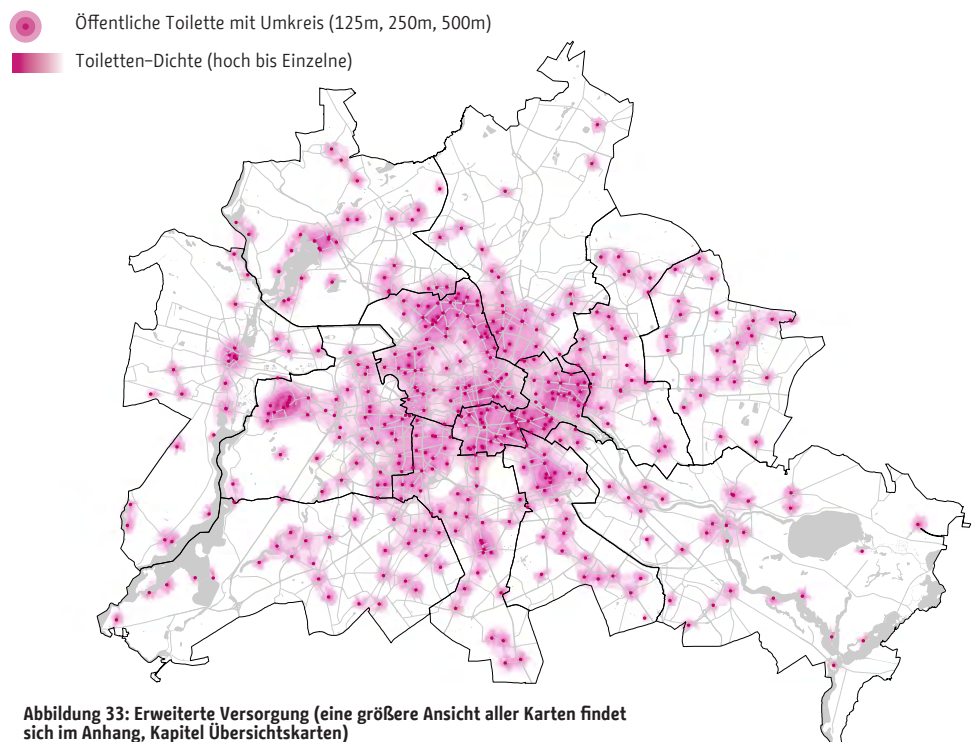 Öffentliche Toilette mit Umkreis (125m, 250m, 500m)
Toiletten-Dichte (hoch bis Einzelne)
Abbildung 33: Erweiterte Versorgung (eine größere Ansicht aller Karten findet
sich im Anhang, Kapitel Übersichtskarten)